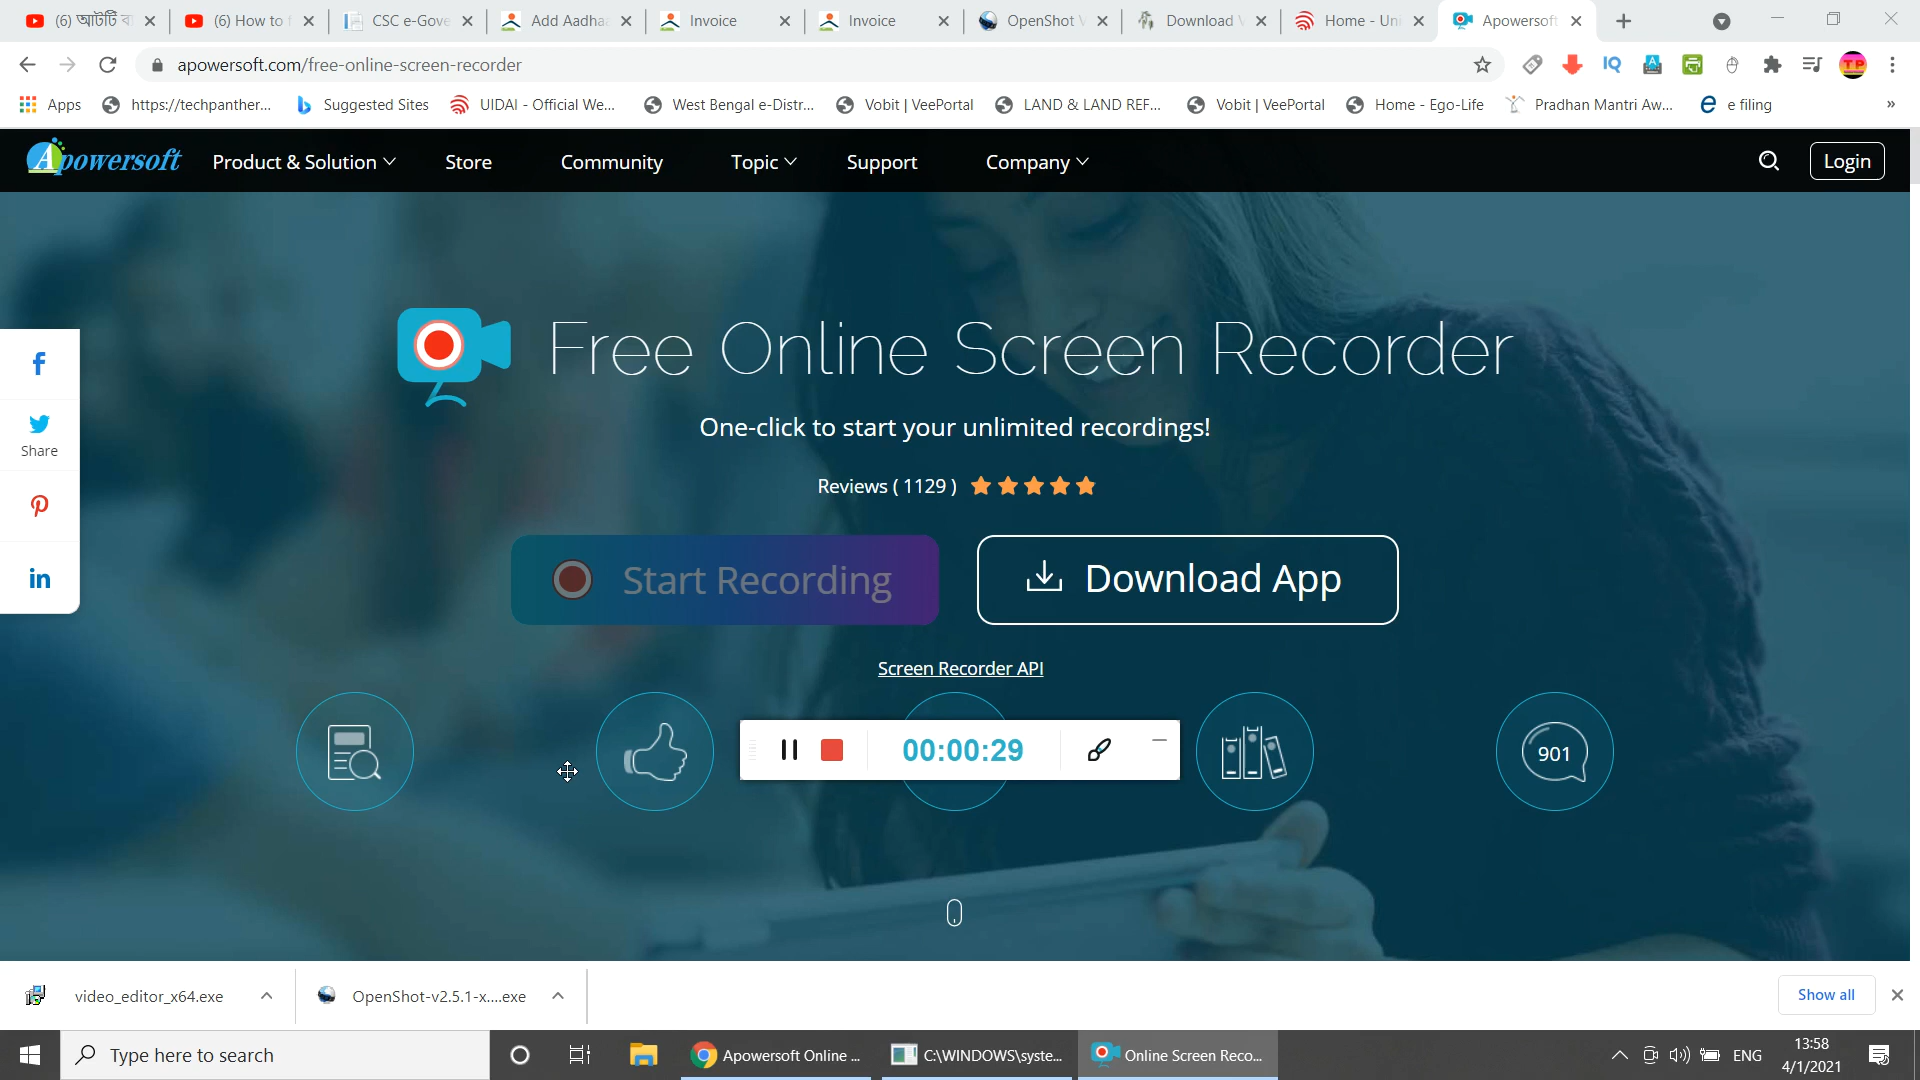 (6) আটটি ব
(6) How to
CSC e-Gove
Add Aadha
Invoice
Invoice
OpenShot V
Download V
Home - Uni
Apowersoft
apowersoft.com/free-online-screen-recorder
Apps
https://techpanther...
Suggested Sites
UIDAI - Official We...
West Bengal e-Distr...
Vobit | VeePortal
LAND & LAND REF...
Vobit | VeePortal
Home - Ego-Life
Pradhan Mantri Aw...
e filing
»
Apowersoft
Product & Solution
Store
Community
Topic
Support
Company
Login
Free Online Screen Recorder
One-click to start your unlimited recordings!
Reviews ( 1129 )
Share
Start Recording
Download App
Screen Recorder API
00:00:29
901
video_editor_x64.exe
OpenShot-v2.5.1-x....exe
Show all
Type here to search
Apowersoft Online ...
C:\WINDOWS\syste...
Online Screen Reco...
ENG
13:58
4/1/2021